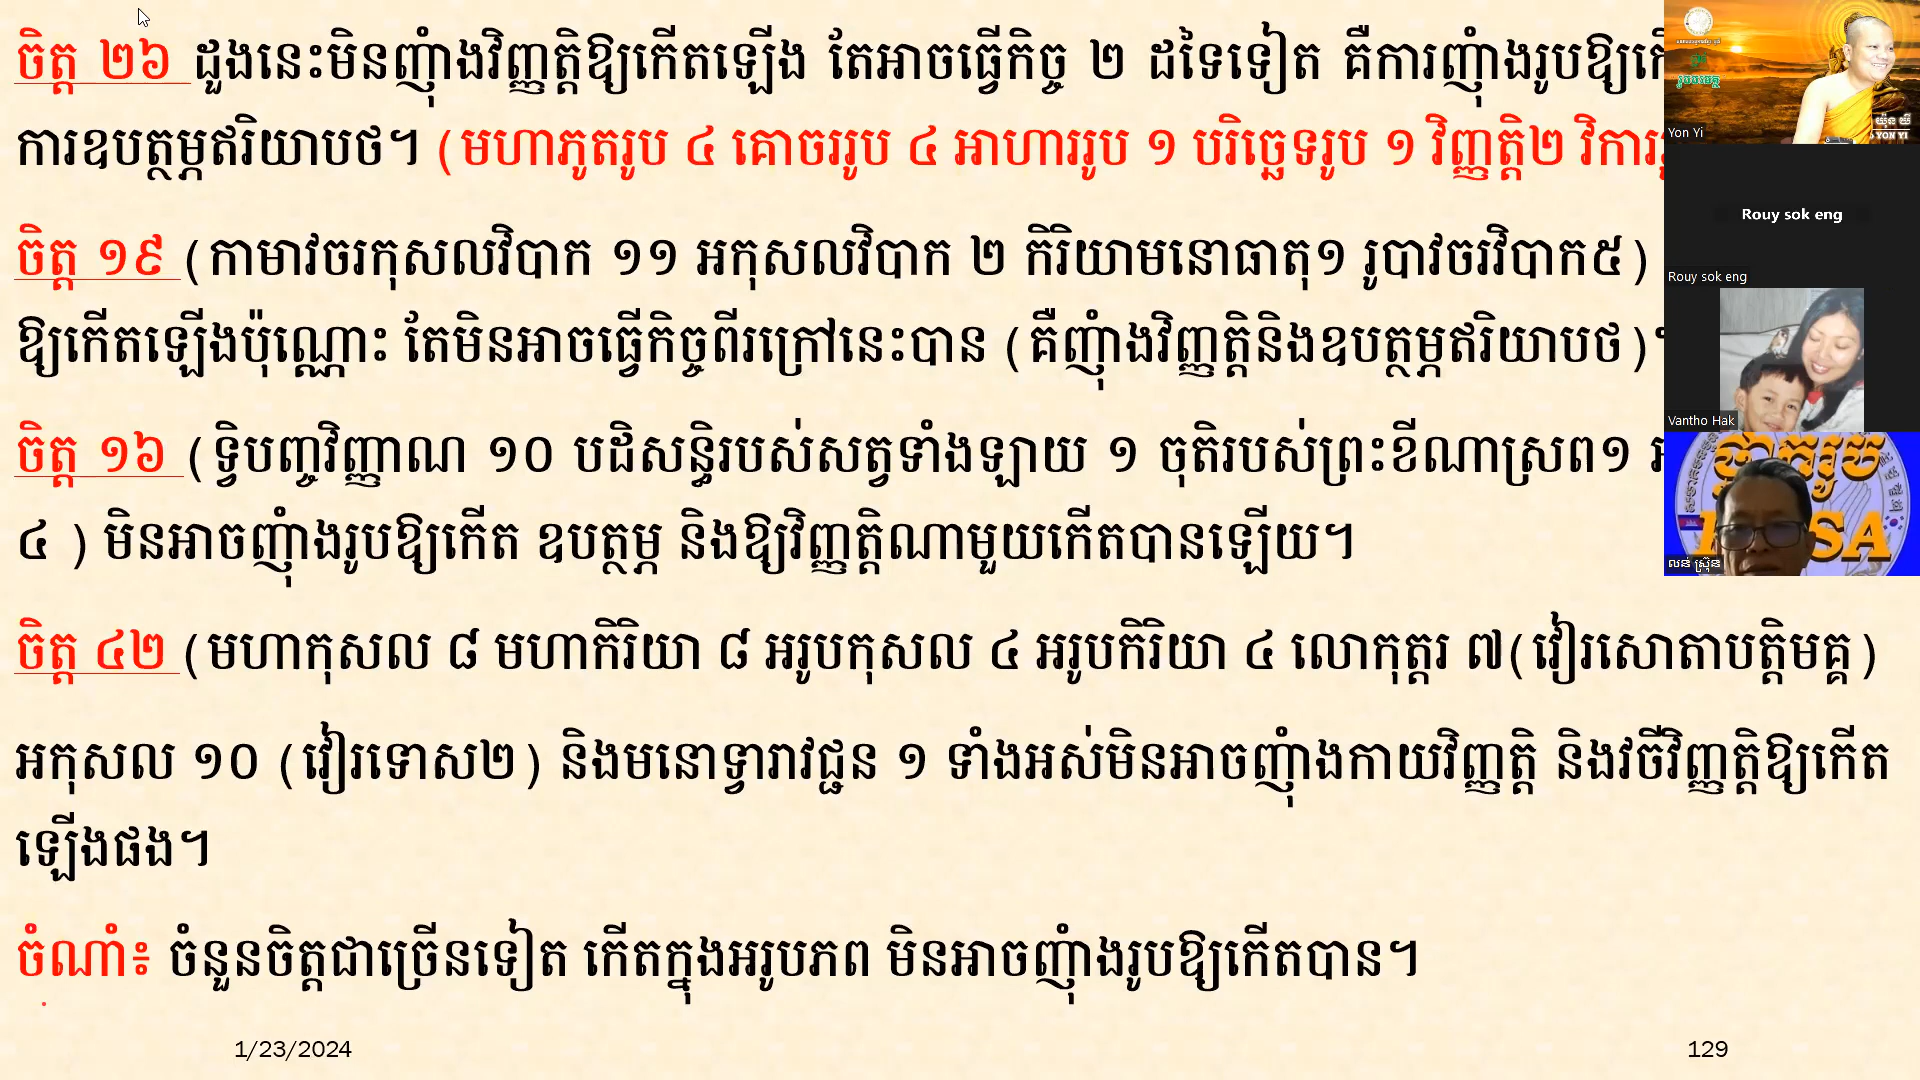 ចិត្ត ២៦ ដួងនេះមិនញ៉ាំងវិញ្ញត្តិឱ្យកើតឡើង តែអាចធ្វើកិច្ច ២ ដទៃទៀត គឺការញ៉ាំងរូបឱ្យ
ការឧបត្ថម្ភឥរិយាបថ។ (មហាភូតរូប ៤ គោចររូប ៤ អាហាររូប ១ បរិច្ឆេទរូប ១ វិញ្ញត្តិ២
ចិត្ត ១៩ (កាមាវចរកុសលវិបាក ១១ អកុសលវិបាក ២ កិរិយាមនោធាតុ១ រូបាវចរវិបាក៥)
ឱ្យកើតឡើងប៉ុណ្ណោះ តែមិនអាចធ្វើកិច្ចពីរក្រៅនេះបាន (គឺញ៉ាំងវិញ្ញត្តិនិងឧបត្ថម្ភឥរិយាបថ)។
ចិត្ត ១៦ (ទ្វិបញ្ចវិញ្ញាណ ១០ បដិសន្ធិរបស់សត្វទាំងឡាយ ១ ចុតិរបស់ព្រះខីណាស្រព១
៤ ) មិនអាចញ៉ាំងរូបឱ្យកើត ឧបត្ថម្ភ និងឱ្យវិញ្ញត្តិណាមួយកើតបានឡើយ។
ចិត្ត ៤២ (មហាកុសល ៨ មហាកិរិយា ៨ អរូបកុសល ៤ អរូបកិរិយា ៤ លោកុត្តរ ៧(វៀរសោតាបត្តិមគ្គ)
អកុសល ១០ (វៀរទោស២) និងមនោទ្វារាវជ្ជន ១ ទាំងអស់មិនអាចញ៉ាំងកាយវិញ្ញត្តិ និងវចីវិញ្ញត្តិឱ្យកើត
ឡើងផង។
ចំណាំ៖ ចំនួនចិត្តជាច្រើនទៀត កើតក្នុងអរូបភព មិនអាចញ៉ាំងរូបឱ្យកើតបាន។
1/23/2024
129
YON YI
Yon Yi
Rouy sok eng
Rouy sok eng
Vantho Hak
លន់ ស្រ៊ុន